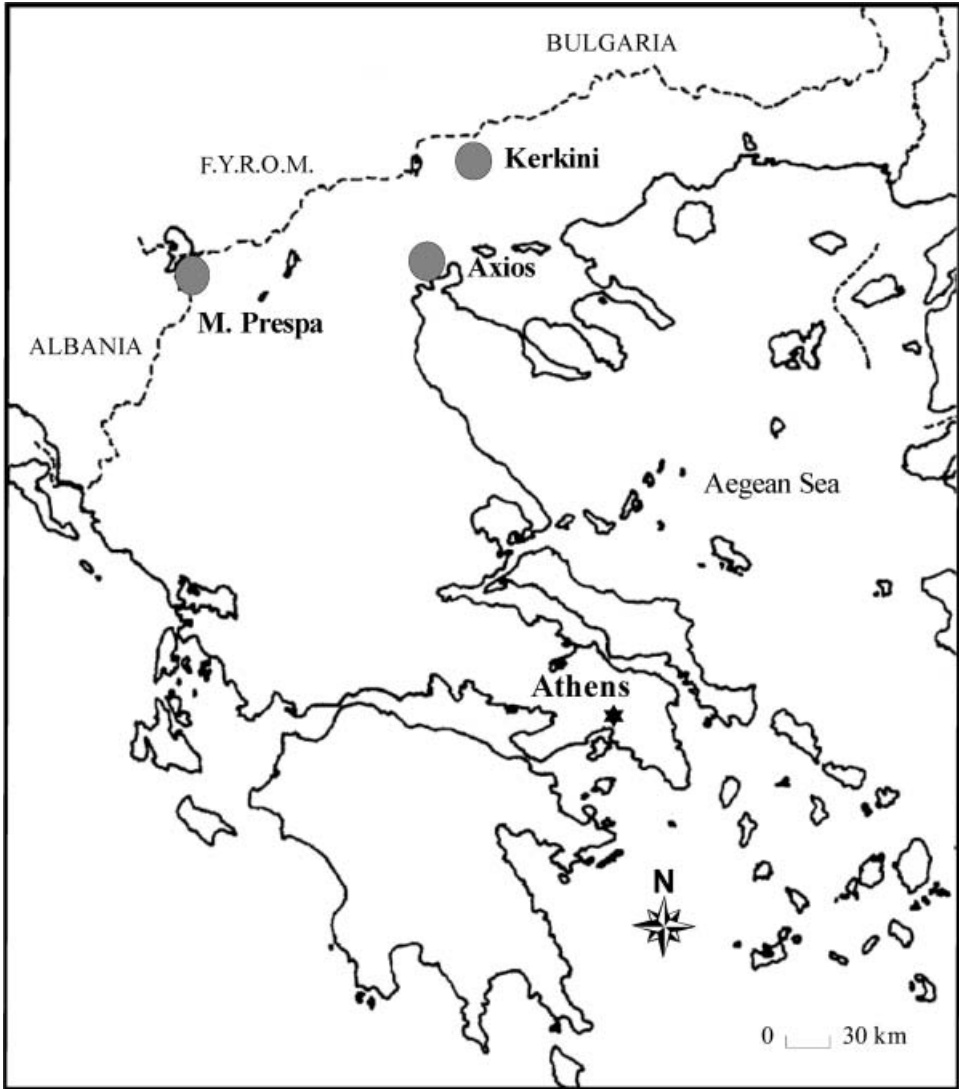 BULGARIA
Kerkini
F.Y.R.O.M.
Axios
M. Prespa
ALBANIA
Aegean Sea
Athens
N
0 30 km